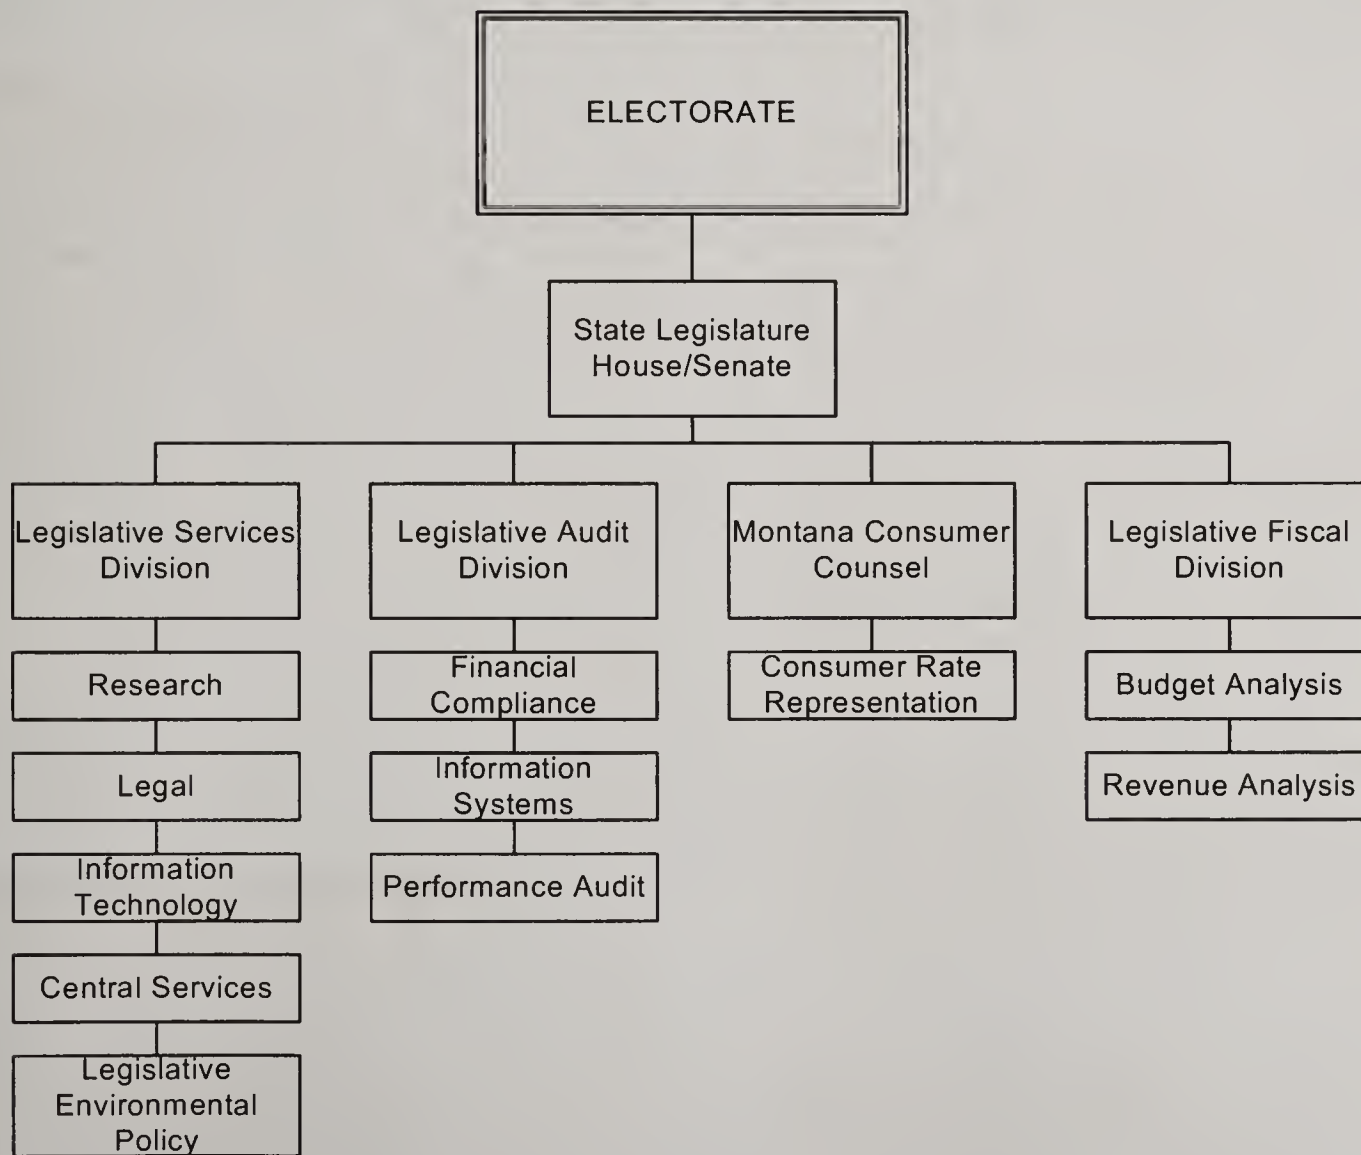 ELECTORATE
State Legislature
House/Senate
Legislative Services
Division
Research
Legal
Information
Technology
Central Services
Legislative
Environmental
Policy
Legislative Audit
Division
Financial
Compliance
Information
Systems
Performance Audit
Montana Consumer
Counsel
Consumer Rate
Representation
Legislative Fiscal
Division
Budget Analysis
Revenue Analysis